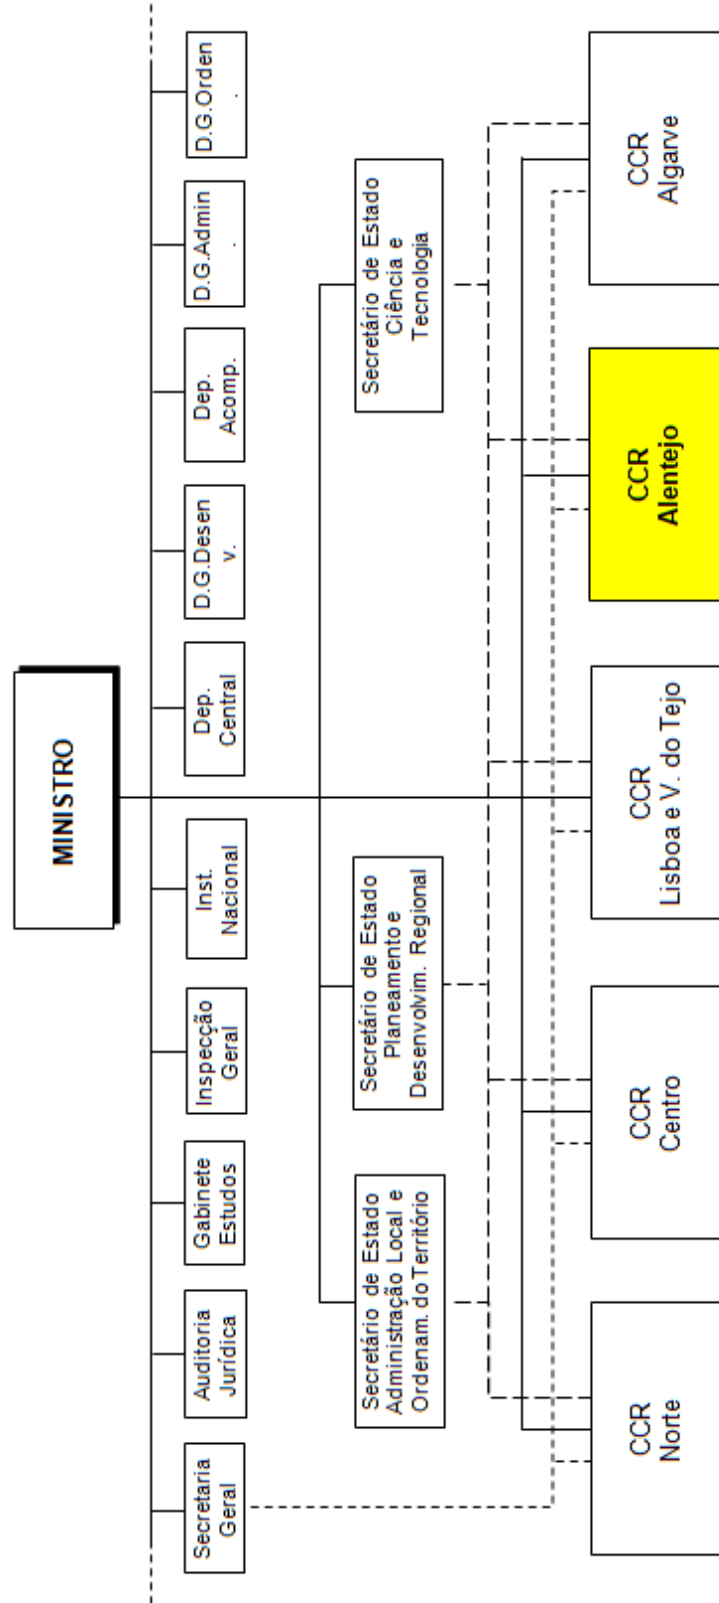 MINISTRO
Secretaria
Geral
Auditoria
Jurídica
Gabinete
Estudos
Inspecção
Geral
Inst.
Nacional
Dep.
Central
D.G.Desen
v.
Dep.
Acomp.
D.G.Admin
.
D.G.Orden
.
Secretário de Estado
Administração Local e
Ordenam. do Território
Secretário de Estado
Planeamento e
Desenvolvim. Regional
Secretário de Estado
Ciência e
Tecnologia
CCR
Norte
CCR
Centro
CCR
Lisboa e V. do Tejo
CCR
Alentejo
CCR
Algarve